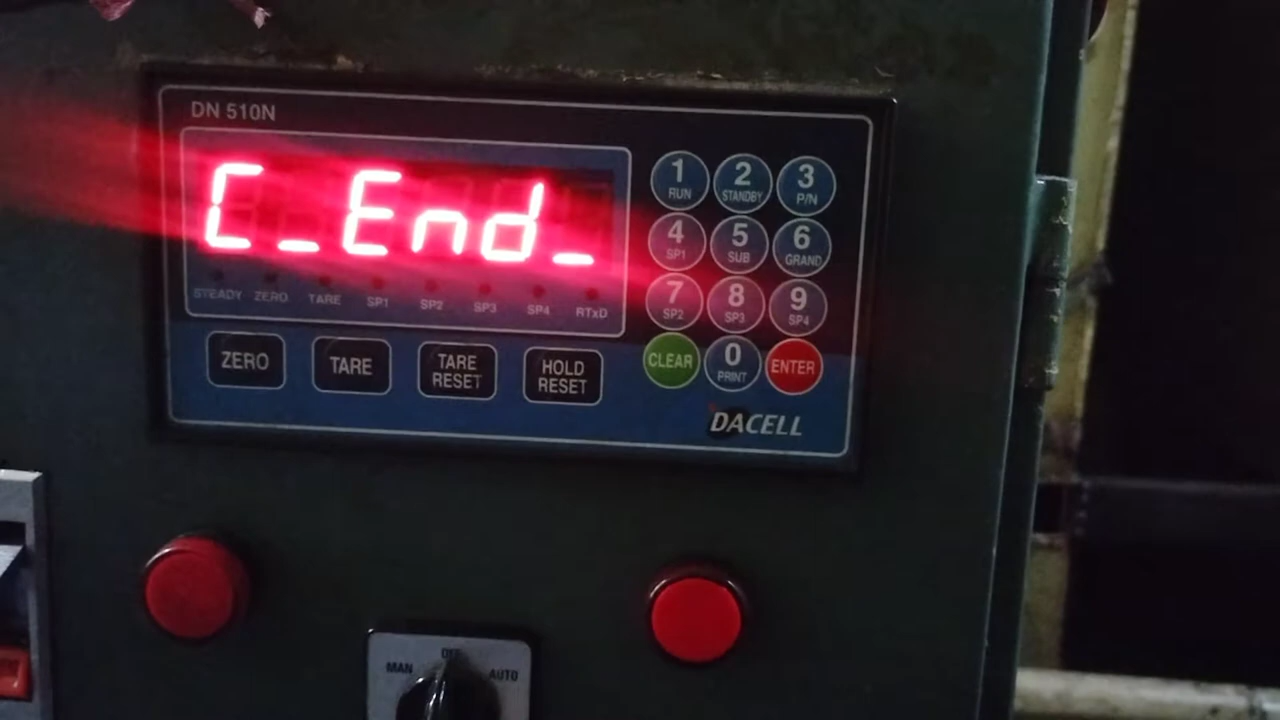 DN 510N
C_End_
STEADY ZERO TARE SP1 SP2 SP3 SP4 RTxD
ZERO TARE TARE RESET HOLD RESET
1 RUN 2 STANDBY 3 P/N
4 SP1 5 SUB 6 GRAND
7 SP2 8 SP3 9 SP4
CLEAR 0 PRINT ENTER
DACELL
MAN OFF AUTO